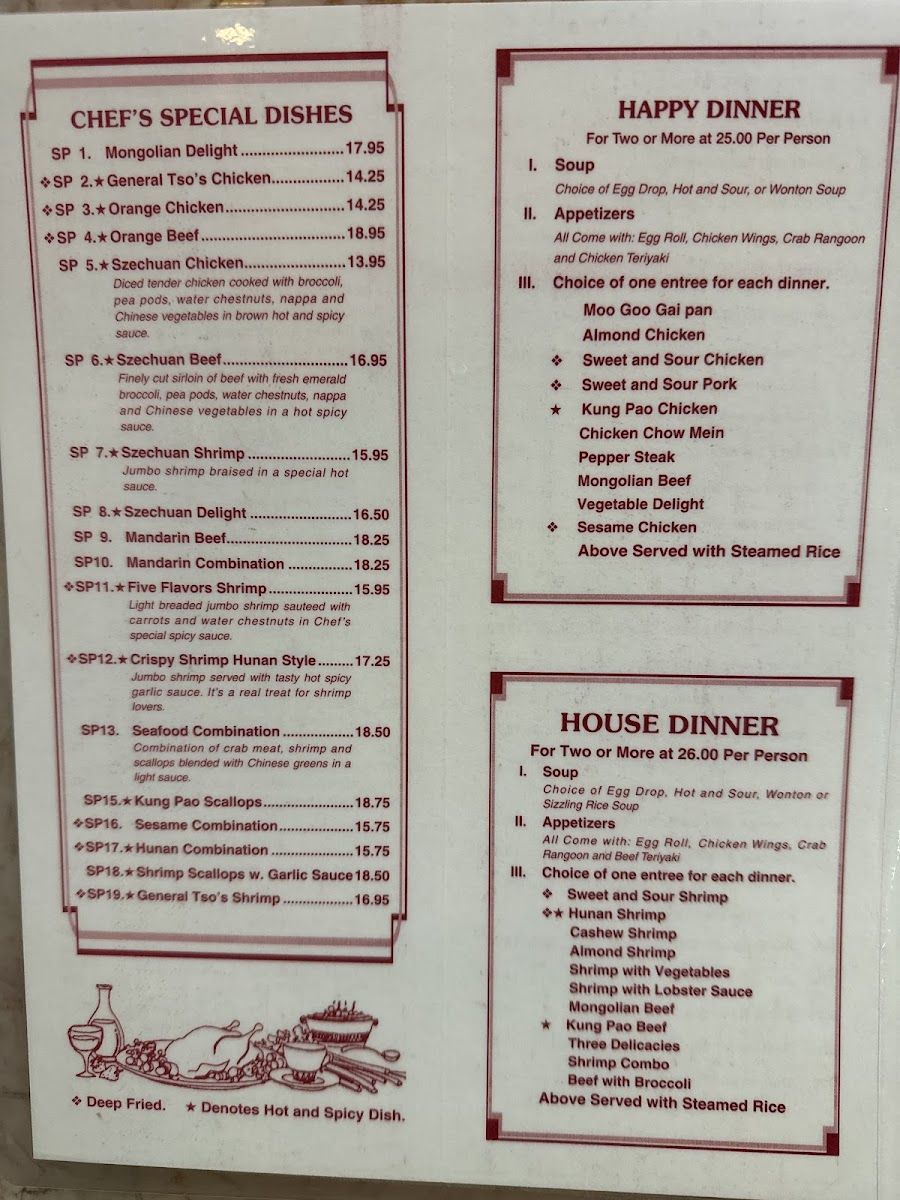 CHEF'S SPECIAL DISHES
SP 1. Mongolian Delight.......................17.95
❖SP 2.★General Tso's Chicken.................14.25
❖SP 3.★Orange Chicken............................14.25
❖SP 4.★Orange Beef.................................18.95
SP 5.★Szechuan Chicken.......................13.95
Diced tender chicken cooked with broccoli,
pea pods, water chestnuts, nappa and
Chinese vegetables in brown hot and spicy
sauce.
SP 6.★Szechuan Beef.............................16.95
Finely cut sirloin of beef with fresh emerald
broccoli, pea pods, water chestnuts, nappa
and Chinese vegetables in a hot spicy
sauce.
SP 7.★Szechuan Shrimp.......................15.95
Jumbo shrimp braised in a special hot
sauce.
SP 8.★Szechuan Delight.......................16.50
SP 9. Mandarin Beef............................18.25
SP10. Mandarin Combination...............18.25
❖SP11.★Five Flavors Shrimp...................15.95
Light breaded jumbo shrimp sauteed with
carrots and water chestnuts in Chef's
special spicy sauce.
❖SP12.★Crispy Shrimp Hunan Style.........17.25
Jumbo shrimp served with tasty hot spicy
garlic sauce. It's a real treat for shrimp
lovers.
SP13. Seafood Combination................18.50
Combination of crab meat, shrimp and
scallops blended with Chinese greens in a
light sauce.
SP15.★Kung Pao Scallops.....................18.75
❖SP16. Sesame Combination.................15.75
❖SP17.★Hunan Combination...................15.75
SP18.★Shrimp Scallops w. Garlic Sauce18.50
❖SP19.★General Tso's Shrimp................16.95
❖ Deep Fried. ★ Denotes Hot and Spicy Dish.
HAPPY DINNER
For Two or More at 25.00 Per Person
I. Soup
Choice of Egg Drop, Hot and Sour, or Wonton Soup
II. Appetizers
All Come with: Egg Roll, Chicken Wings, Crab Rangoon
and Chicken Teriyaki
III. Choice of one entree for each dinner.
Moo Goo Gai pan
Almond Chicken
❖ Sweet and Sour Chicken
❖ Sweet and Sour Pork
★ Kung Pao Chicken
Chicken Chow Mein
Pepper Steak
Mongolian Beef
Vegetable Delight
❖ Sesame Chicken
Above Served with Steamed Rice
HOUSE DINNER
For Two or More at 26.00 Per Person
I. Soup
Choice of Egg Drop, Hot and Sour, Wonton or
Sizzling Rice Soup
II. Appetizers
All Come with: Egg Roll, Chicken Wings, Crab
Rangoon and Beef Teriyaki
III. Choice of one entree for each dinner.
❖ Sweet and Sour Shrimp
❖★ Hunan Shrimp
Cashew Shrimp
Almond Shrimp
Shrimp with Vegetables
Shrimp with Lobster Sauce
Mongolian Beef
★ Kung Pao Beef
Three Delicacies
Shrimp Combo
Beef with Broccoli
Above Served with Steamed Rice